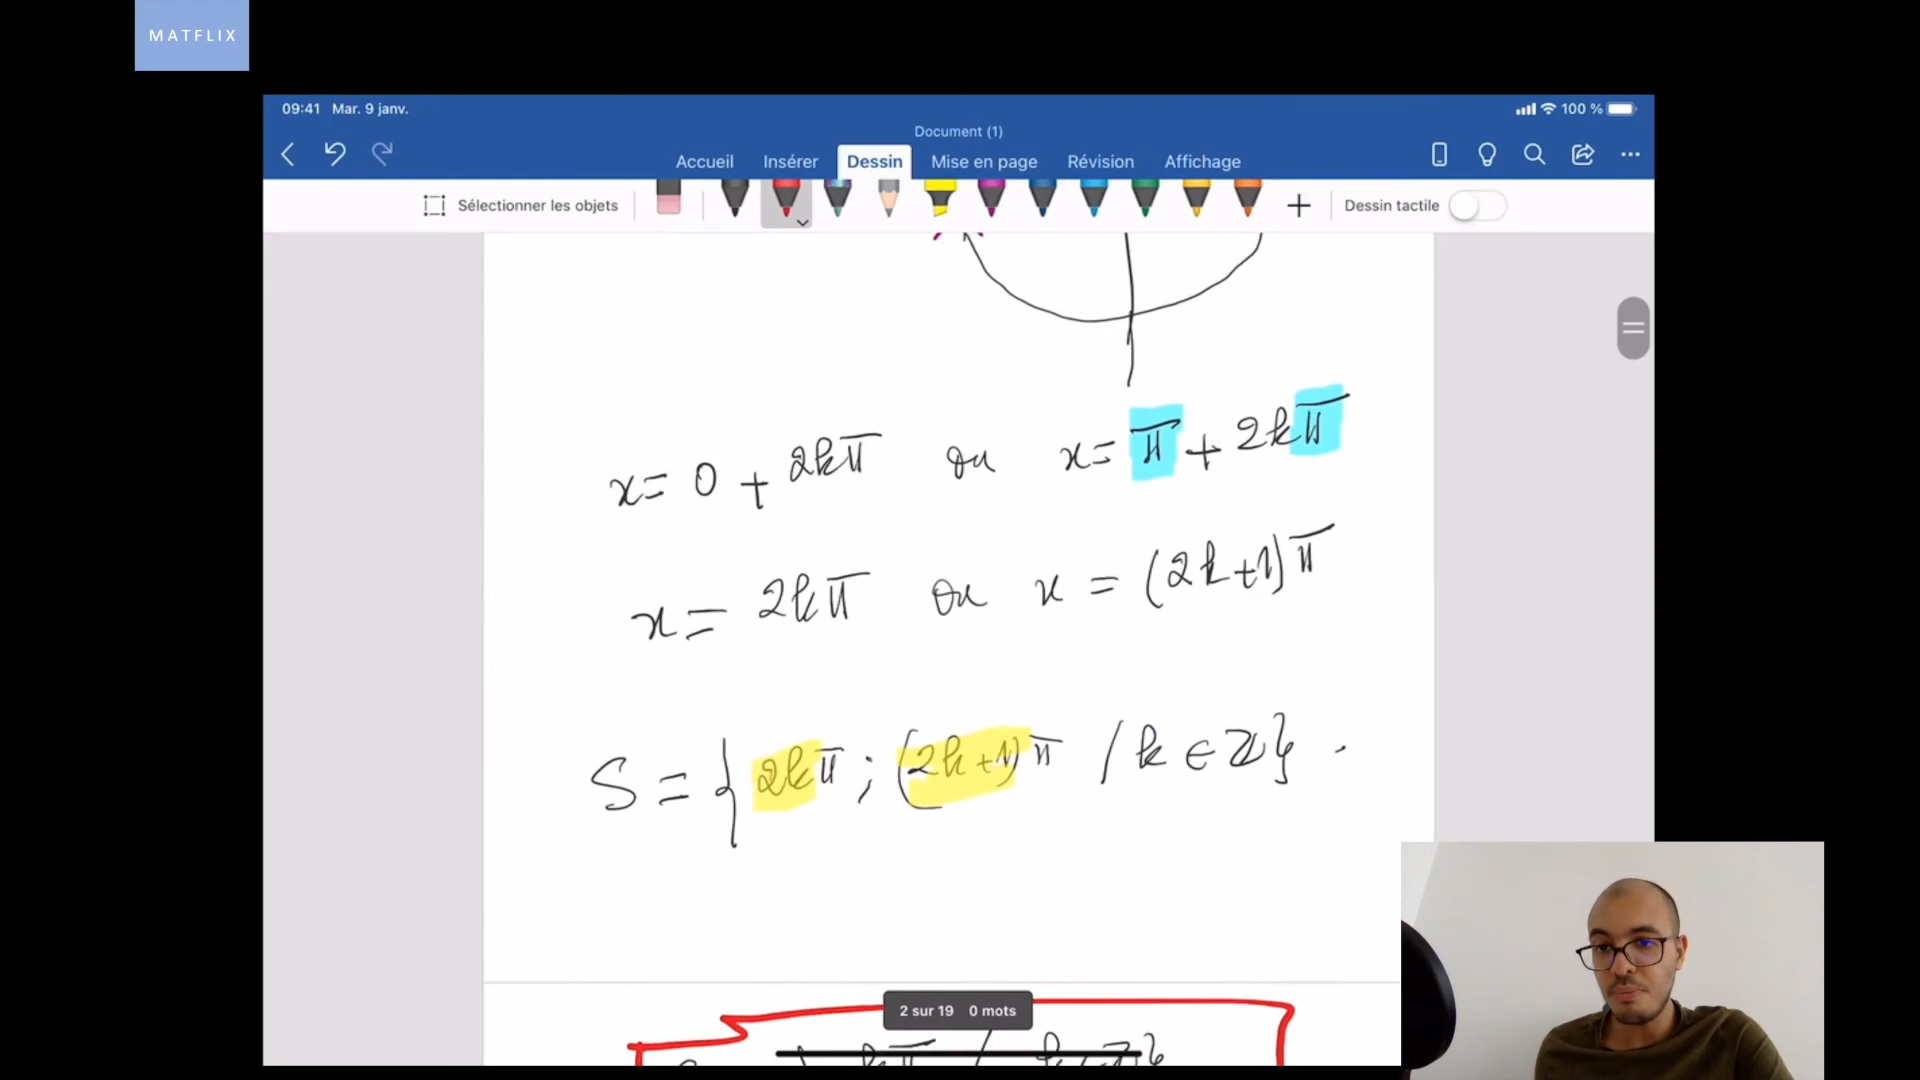 MATFLIX
09:41 Mar. 9 janv.
100 %
Document (1)
Accueil Insérer Dessin Mise en page Révision Affichage
Sélectionner les objets
Dessin tactile
x = 0 + 2kπ ou x = π + 2kπ
x = 2kπ ou x = (2k+1)π
S = { 2kπ ; (2k+1)π / k ∈ ℤ } .
2 sur 19 0 mots